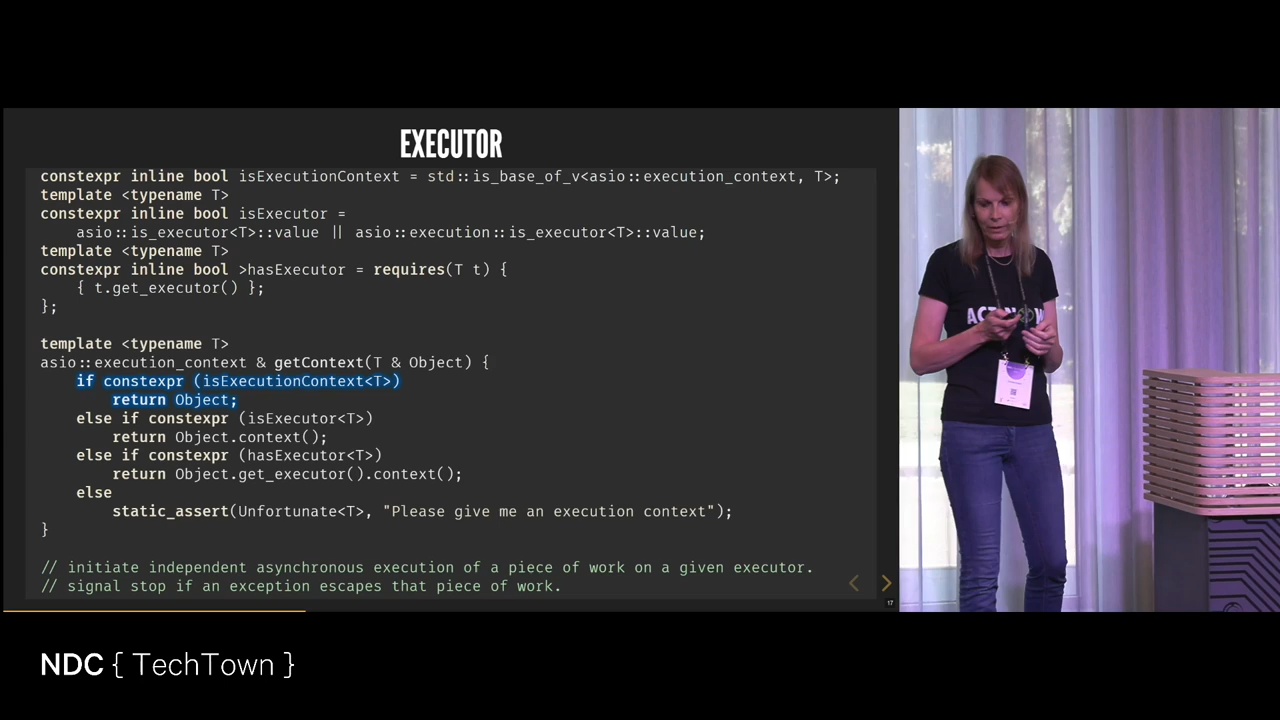 EXECUTOR
constexpr inline bool isExecutionContext = std::is_base_of_v<asio::execution_context, T>;
template <typename T>
constexpr inline bool isExecutor =
    asio::is_executor<T>::value || asio::execution::is_executor<T>::value;
template <typename T>
constexpr inline bool >hasExecutor = requires(T t) {
    { t.get_executor() };
};
template <typename T>
asio::execution_context & getContext(T & Object) {
    if constexpr (isExecutionContext<T>)
        return Object;
    else if constexpr (isExecutor<T>)
        return Object.context();
    else if constexpr (hasExecutor<T>)
        return Object.get_executor().context();
    else
        static_assert(Unfortunate<T>, "Please give me an execution context");
}
// initiate independent asynchronous execution of a piece of work on a given executor.
// signal stop if an exception escapes that piece of work.
17
NDC { TechTown }